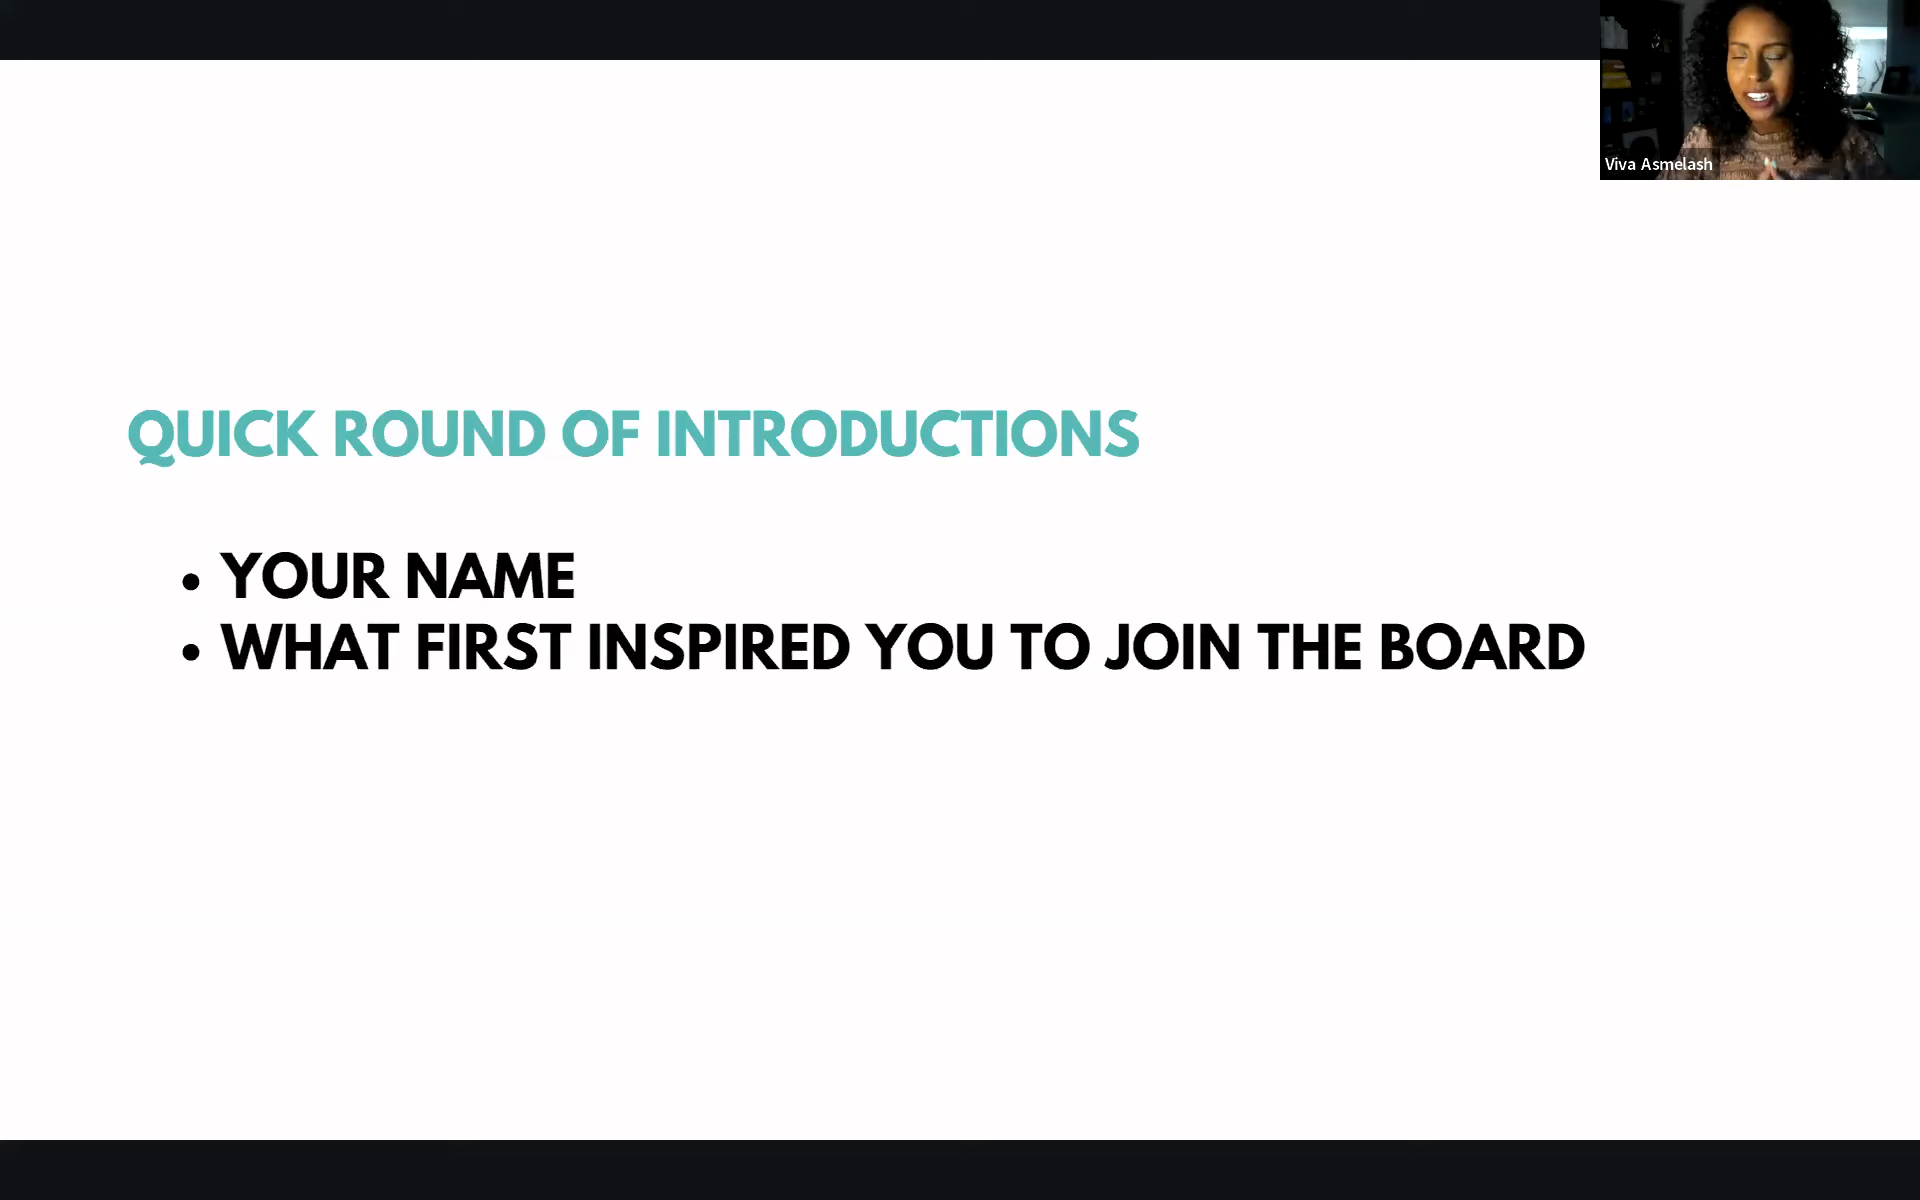 Viva Asmelash
QUICK ROUND OF INTRODUCTIONS
• YOUR NAME
• WHAT FIRST INSPIRED YOU TO JOIN THE BOARD